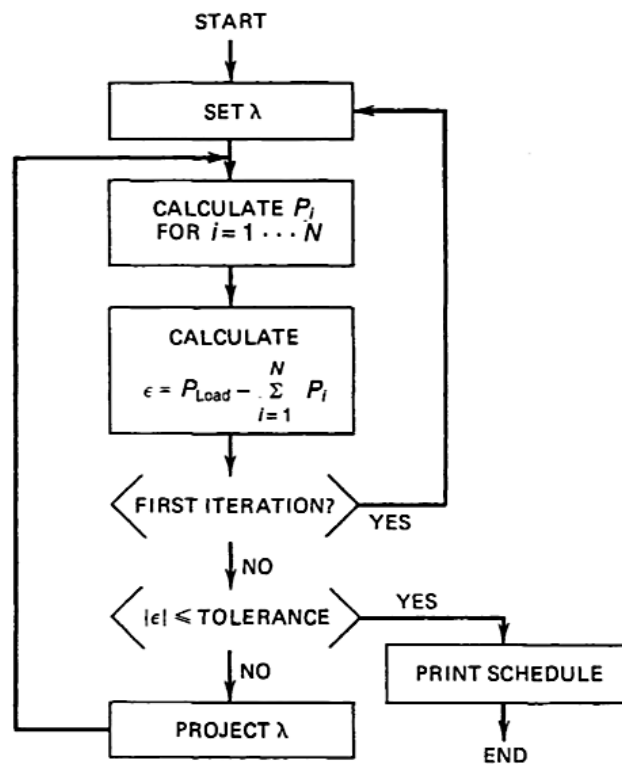 START
SET λ
CALCULATE Pᵢ
FOR i = 1 ··· N
CALCULATE
N
ϵ = P_Load − Σ Pᵢ
i = 1
FIRST ITERATION?
YES
NO
|ϵ| ⩽ TOLERANCE
YES
NO
PRINT SCHEDULE
PROJECT λ
END